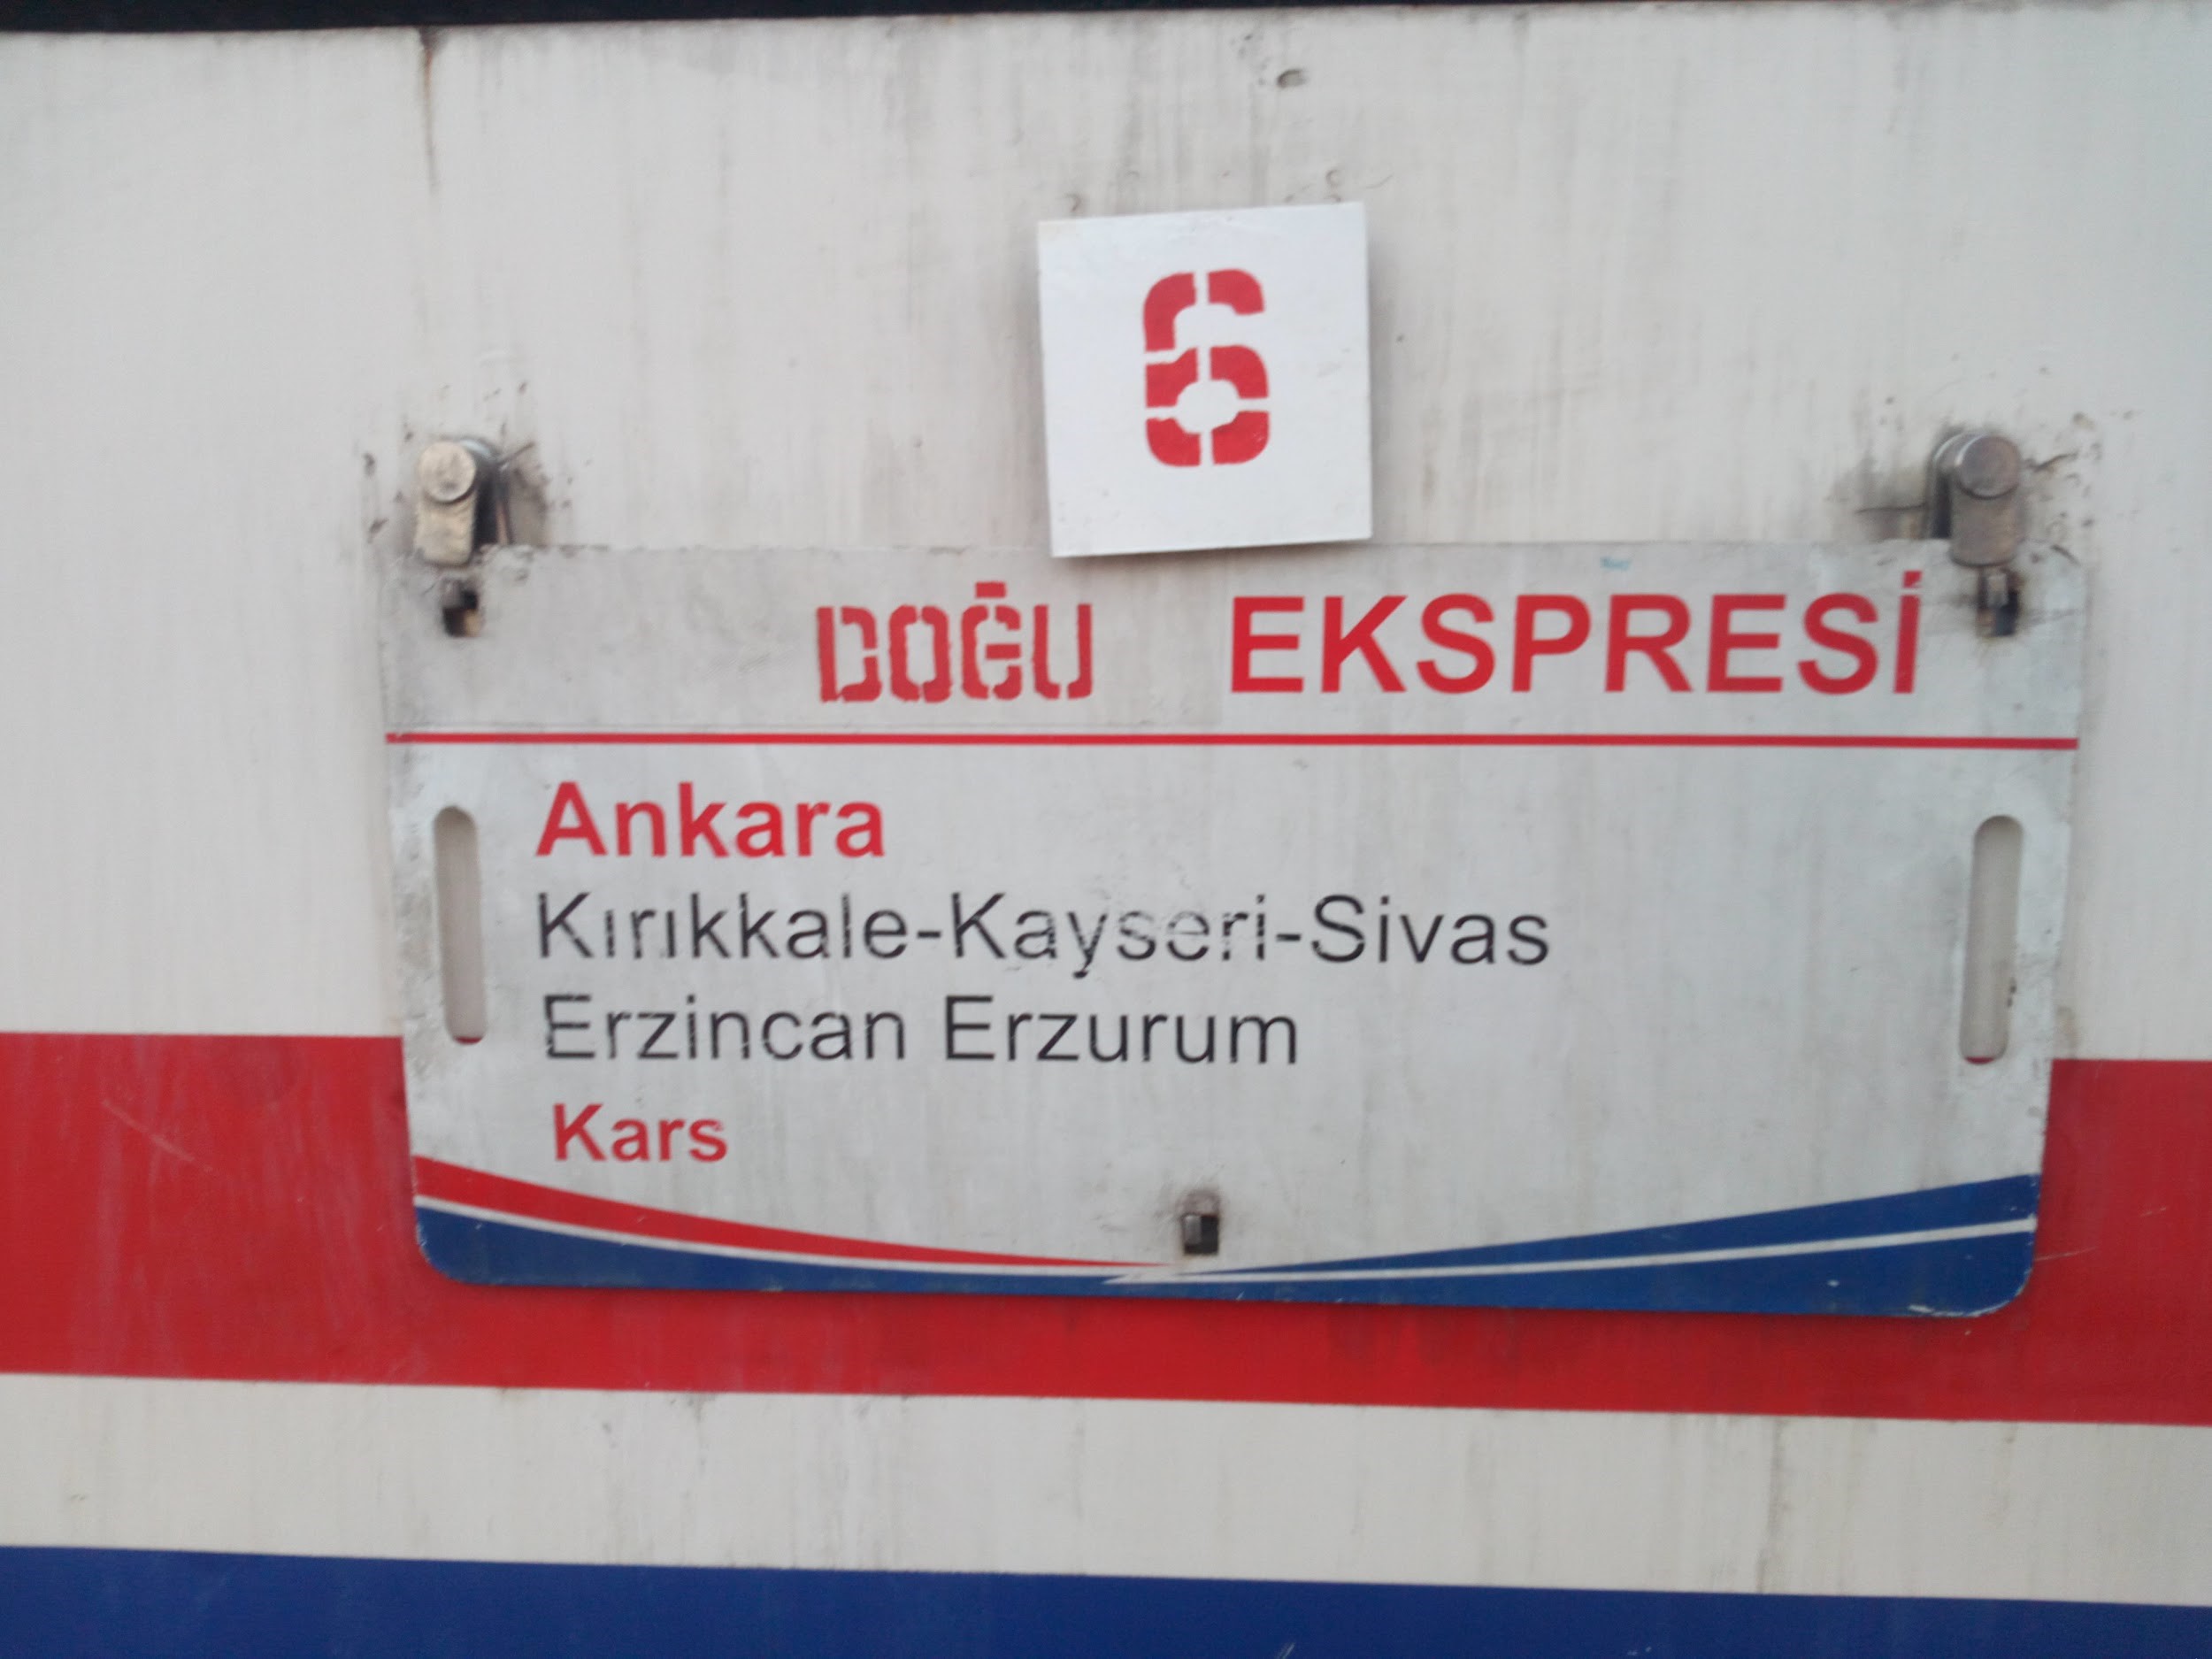 6
DOĞU EKSPRESİ
Ankara
Kırıkkale-Kayseri-Sivas
Erzincan Erzurum
Kars